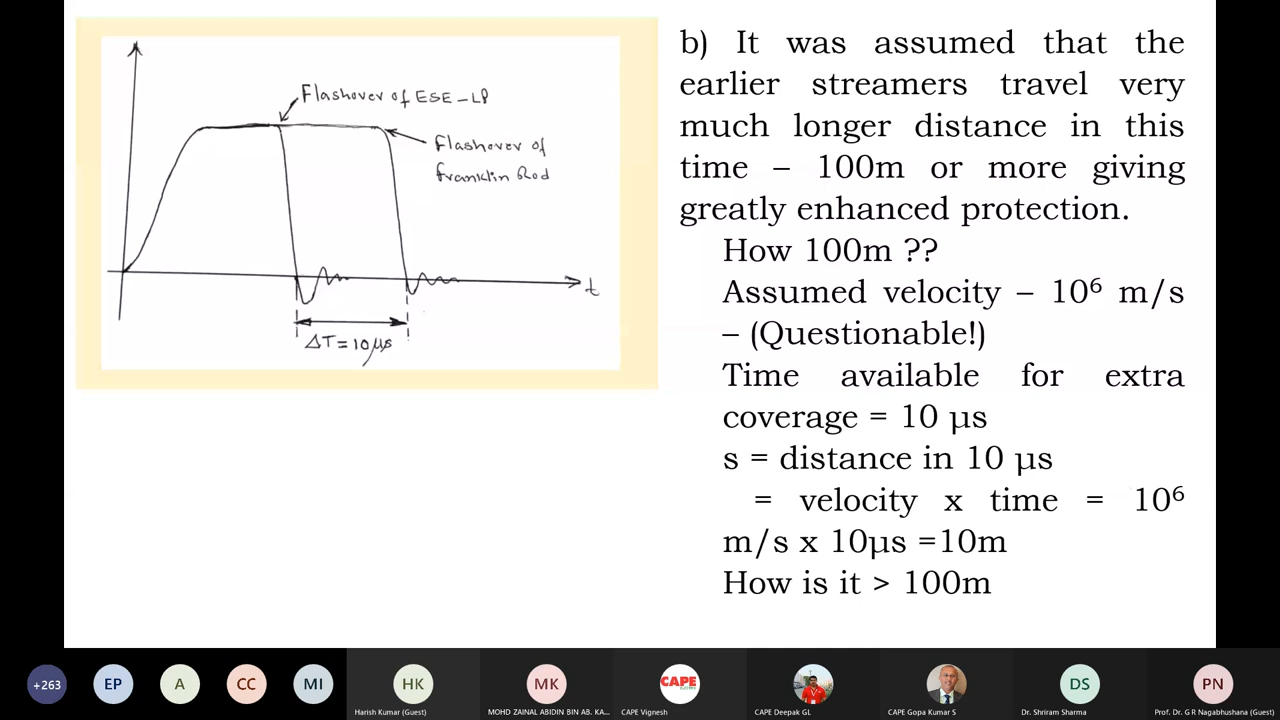 Flashover of ESE-LP
Flashover of
franklin Rod
t
ΔT = 10 μs
b) It was assumed that the
earlier streamers travel very
much longer distance in this
time – 100m or more giving
greatly enhanced protection.
How 100m ??
Assumed velocity – 10⁶ m/s
– (Questionable!)
Time available for extra
coverage = 10 μs
s = distance in 10 μs
= velocity x time = 10⁶
m/s x 10μs =10m
How is it > 100m
+263
EP
A
CC
MI
HK
MK
CAPE
DS
PN
Harish Kumar (Guest)
MOHD ZAINAL ABIDIN BIN AB. KA...
CAPE Vignesh
CAPE Deepak GL
CAPE Gopa Kumar S
Dr. Shriram Sharma
Prof. Dr. G R Nagabhushana (Guest)